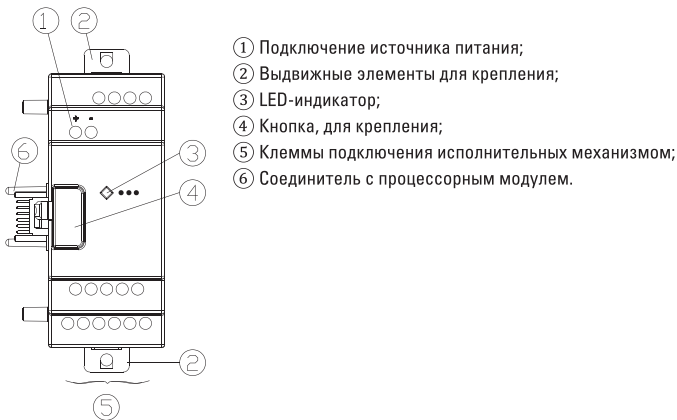 ① Подключение источника питания;
② Выдвижные элементы для крепления;
③ LED-индикатор;
④ Кнопка, для крепления;
⑤ Клеммы подключения исполнительных механизмом;
⑥ Соединитель с процессорным модулем.
①
②
+ -
⑥
③
④
②
⑤